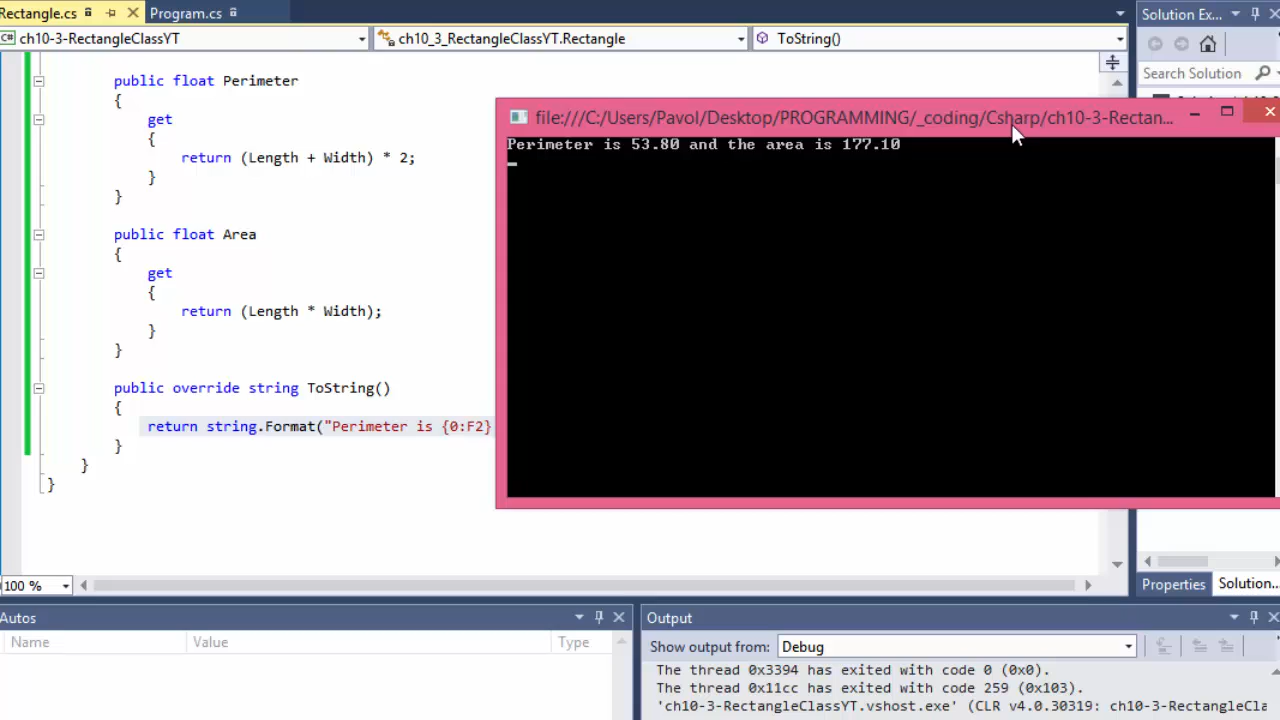 Rectangle.cs Program.cs Solution Ex...
ch10-3-RectangleClassYT ch10_3_RectangleClassYT.Rectangle ToString()
Search Solution
public float Perimeter
{
get
{
return (Length + Width) * 2;
}
}
public float Area
{
get
{
return (Length * Width);
}
}
public override string ToString()
{
return string.Format("Perimeter is {0:F2}
}
}
}
file:///C:/Users/Pavol/Desktop/PROGRAMMING/_coding/Csharp/ch10-3-Rectan...
Perimeter is 53.80 and the area is 177.10
100 %
Properties Solution...
Autos
Name Value Type
Output
Show output from: Debug
The thread 0x3394 has exited with code 0 (0x0).
The thread 0x11cc has exited with code 259 (0x103).
'ch10-3-RectangleClassYT.vshost.exe' (CLR v4.0.30319: ch10-3-RectangleCla